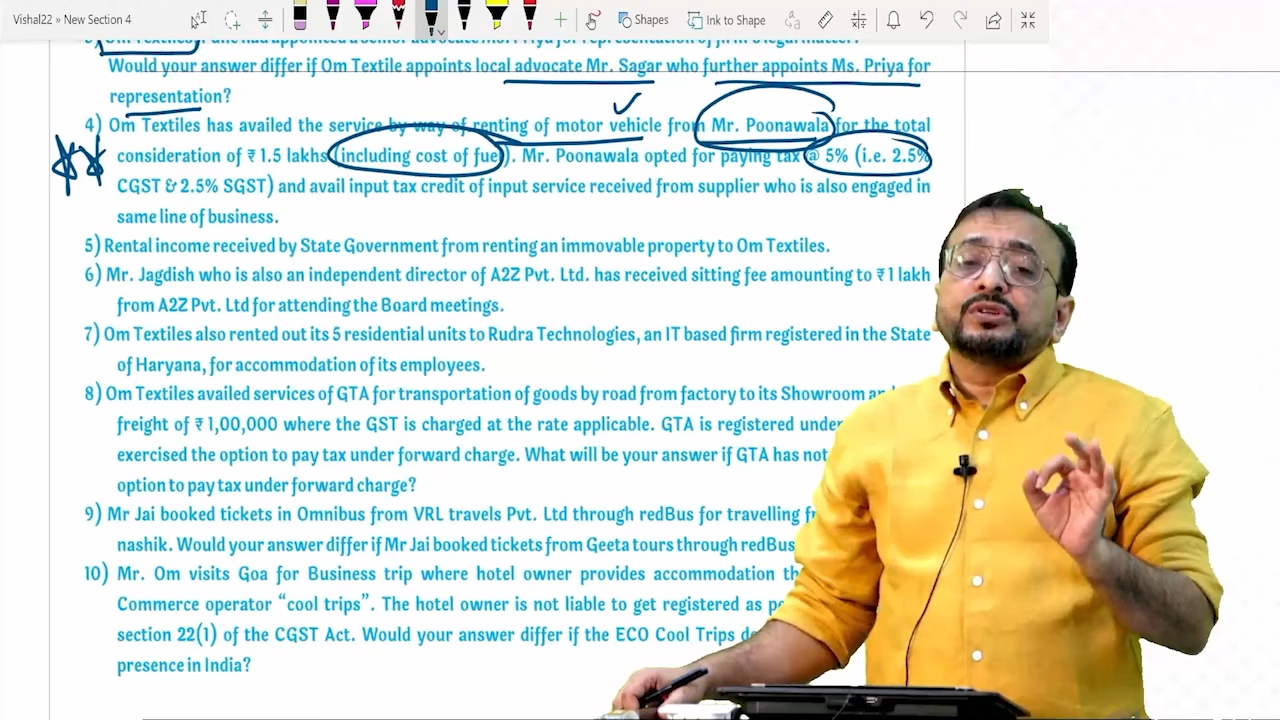 Vishal22 » New Section 4
Shapes
Ink to Shape
Would your answer differ if Om Textile appoints local advocate Mr. Sagar who further appoints Ms. Priya for
representation?
4) Om Textiles has availed the service by way of renting of motor vehicle from Mr. Poonawala for the total
consideration of ₹ 1.5 lakhs (including cost of fuel). Mr. Poonawala opted for paying tax @ 5% (i.e. 2.5%
CGST & 2.5% SGST) and avail input tax credit of input service received from supplier who is also engaged in
same line of business.
5) Rental income received by State Government from renting an immovable property to Om Textiles.
6) Mr. Jagdish who is also an independent director of A2Z Pvt. Ltd. has received sitting fee amounting to ₹ 1 lakh
from A2Z Pvt. Ltd for attending the Board meetings.
7) Om Textiles also rented out its 5 residential units to Rudra Technologies, an IT based firm registered in the State
of Haryana, for accommodation of its employees.
8) Om Textiles availed services of GTA for transportation of goods by road from factory to its Showroom
freight of ₹ 1,00,000 where the GST is charged at the rate applicable. GTA is registered under
exercised the option to pay tax under forward charge. What will be your answer if GTA has not
option to pay tax under forward charge?
9) Mr Jai booked tickets in Omnibus from VRL travels Pvt. Ltd through redBus for travelling
nashik. Would your answer differ if Mr Jai booked tickets from Geeta tours through redBus
10) Mr. Om visits Goa for Business trip where hotel owner provides accommodation
Commerce operator “cool trips”. The hotel owner is not liable to get registered as
section 22(1) of the CGST Act. Would your answer differ if the ECO Cool Trips
presence in India?